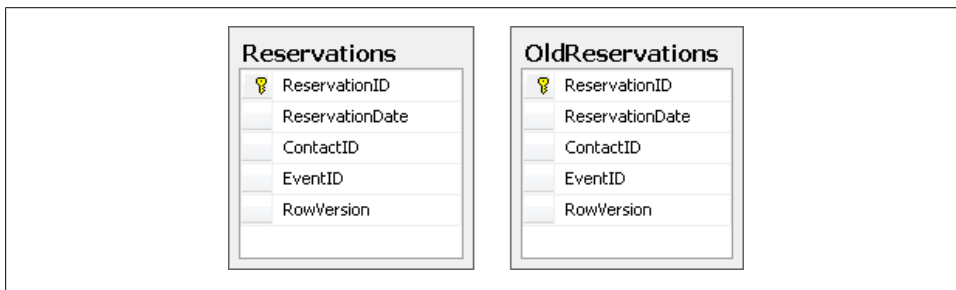 Reservations
ReservationID
ReservationDate
ContactID
EventID
RowVersion
OldReservations
ReservationID
ReservationDate
ContactID
EventID
RowVersion